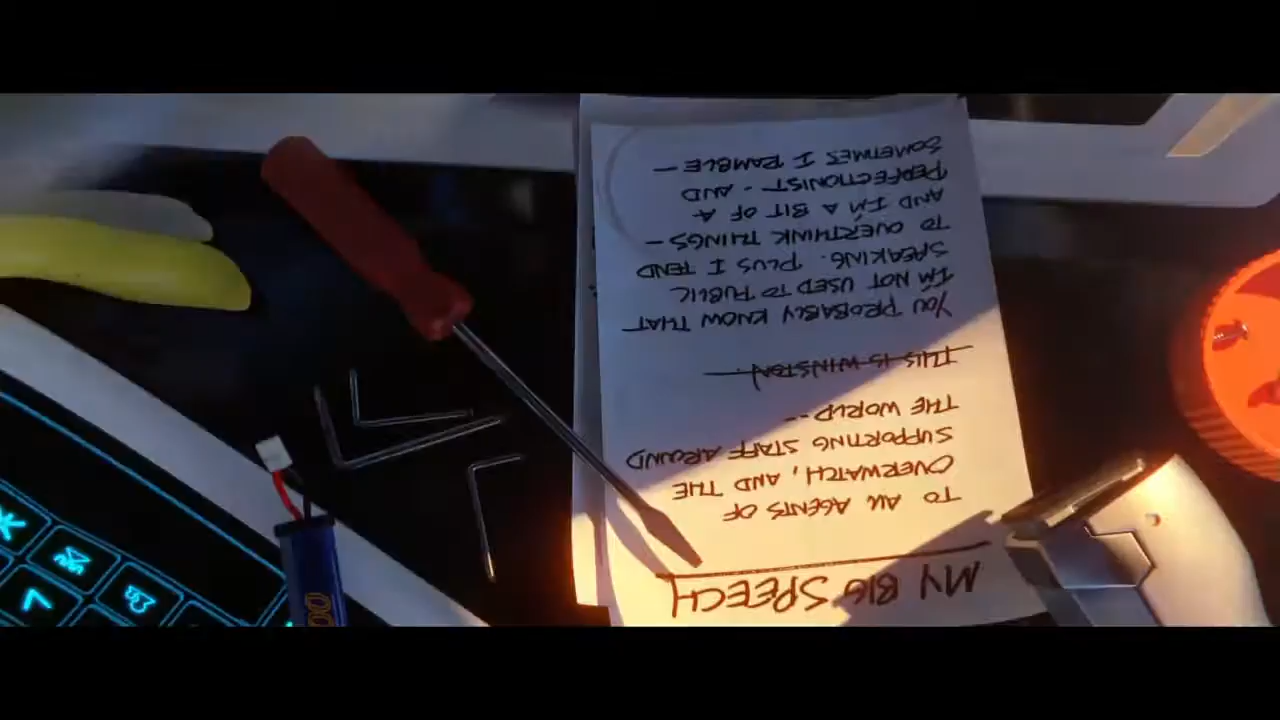 MY BIG SPEECH
TO ALL AGENTS OF
OVERWATCH, AND THE
SUPPORTING STAFF AROUND
THE WORLD --
THIS IS WINSTON.
YOU PROBABLY KNOW THAT
I'M NOT USED TO PUBLIC
SPEAKING. PLUS I TEND
TO OVERTHINK THINGS -
AND I'M A BIT OF A
PERFECTIONIST - AND
SOMETIMES I RAMBLE -